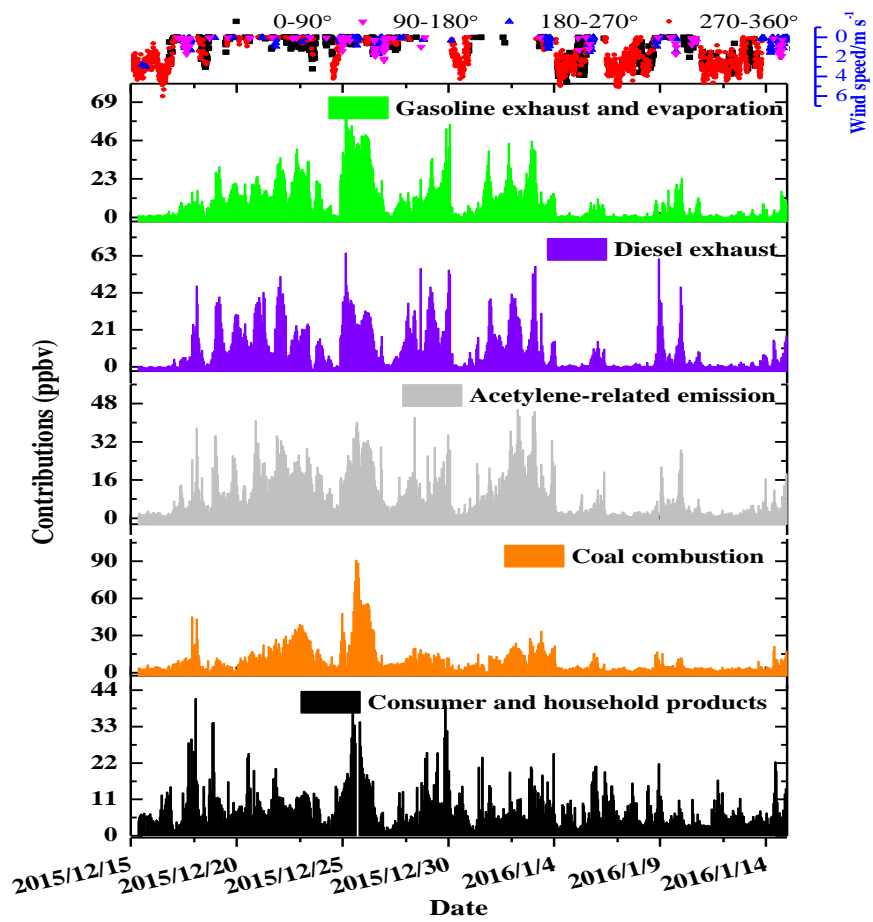 0-90° 90-180° 180-270° 270-360°
0
2
4
6
Wind speed/m s-1
Gasoline exhaust and evaporation
69
46
23
0
Diesel exhaust
63
42
21
0
Acetylene-related emission
48
32
16
0
Coal combustion
90
60
30
0
Consumer and household products
44
33
22
11
0
Contributions (ppbv)
2015/12/15 2015/12/20 2015/12/25 2015/12/30 2016/1/4 2016/1/9 2016/1/14
Date